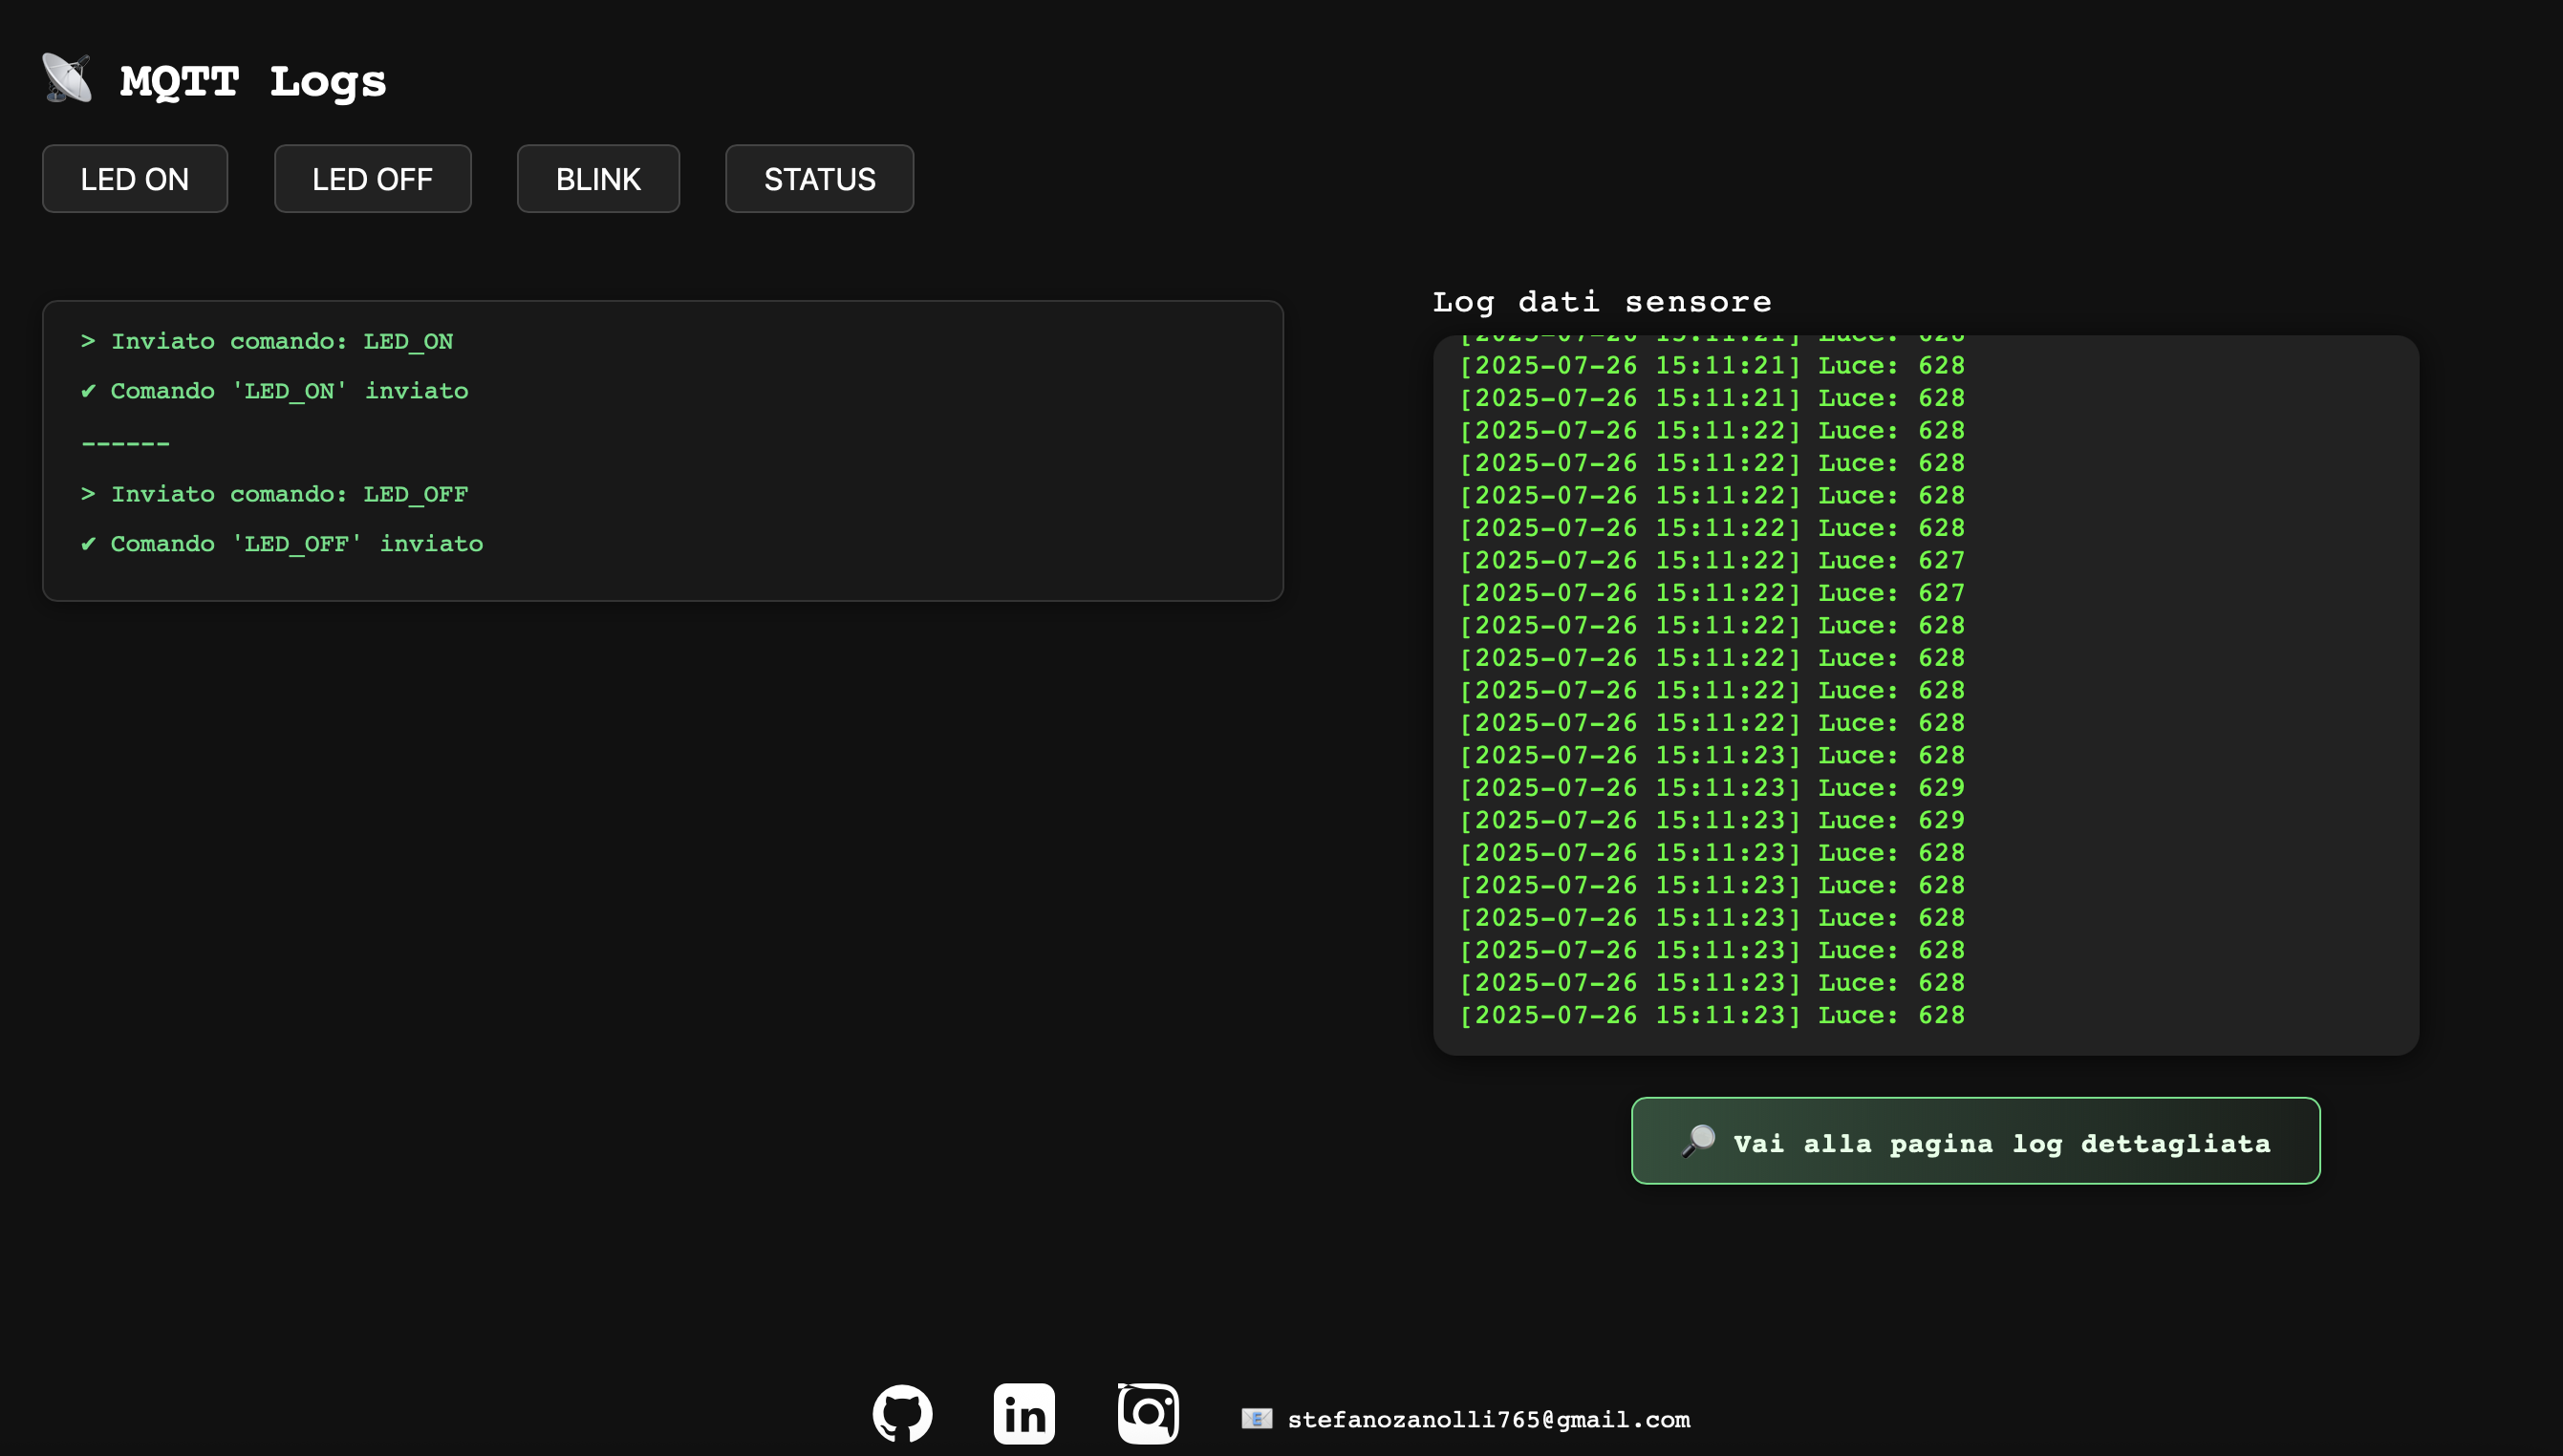 MQTT Logs
LED ON
LED OFF
BLINK
STATUS
> Inviato comando: LED_ON
✔ Comando 'LED_ON' inviato
------
> Inviato comando: LED_OFF
✔ Comando 'LED_OFF' inviato
Log dati sensore
[2025-07-26 15:11:21] Luce: 628
[2025-07-26 15:11:21] Luce: 628
[2025-07-26 15:11:21] Luce: 628
[2025-07-26 15:11:22] Luce: 628
[2025-07-26 15:11:22] Luce: 628
[2025-07-26 15:11:22] Luce: 628
[2025-07-26 15:11:22] Luce: 628
[2025-07-26 15:11:22] Luce: 627
[2025-07-26 15:11:22] Luce: 627
[2025-07-26 15:11:22] Luce: 628
[2025-07-26 15:11:22] Luce: 628
[2025-07-26 15:11:22] Luce: 628
[2025-07-26 15:11:22] Luce: 628
[2025-07-26 15:11:23] Luce: 628
[2025-07-26 15:11:23] Luce: 629
[2025-07-26 15:11:23] Luce: 629
[2025-07-26 15:11:23] Luce: 628
[2025-07-26 15:11:23] Luce: 628
[2025-07-26 15:11:23] Luce: 628
[2025-07-26 15:11:23] Luce: 628
[2025-07-26 15:11:23] Luce: 628
[2025-07-26 15:11:23] Luce: 628
Vai alla pagina log dettagliata
in
stefanozanolli765@gmail.com